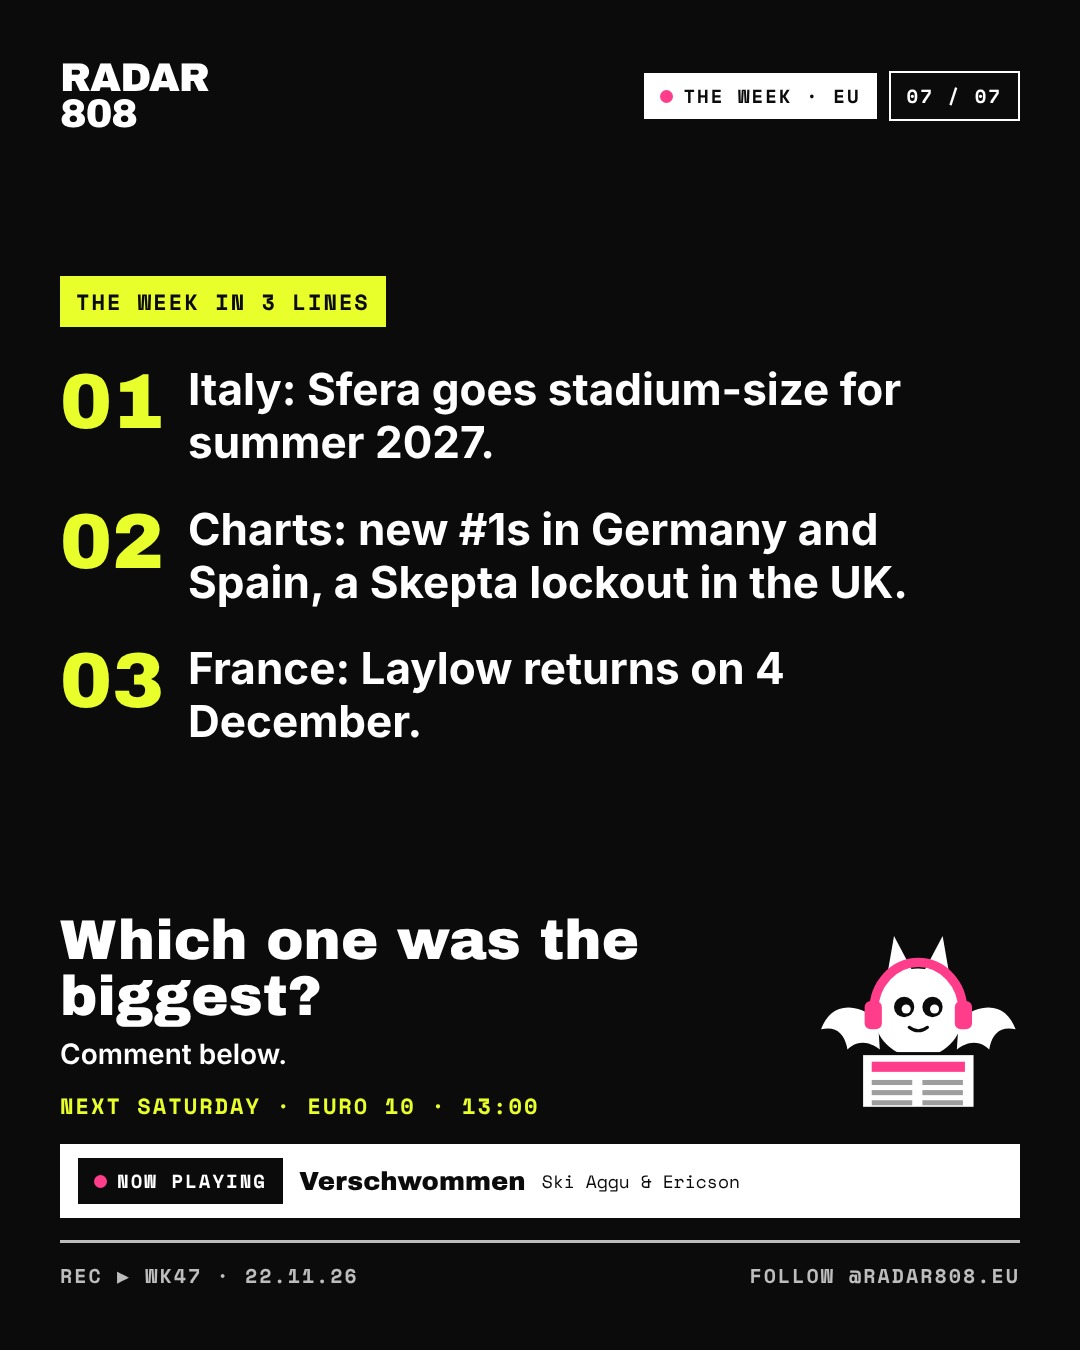 RADAR
808
THE WEEK · EU
07 / 07
THE WEEK IN 3 LINES
01 Italy: Sfera goes stadium-size for
summer 2027.
02 Charts: new #1s in Germany and
Spain, a Skepta lockout in the UK.
03 France: Laylow returns on 4
December.
Which one was the
biggest?
Comment below.
NEXT SATURDAY · EURO 10 · 13:00
NOW PLAYING Verschwommen Ski Aggu & Ericson
REC ▶ WK47 · 22.11.26
FOLLOW @RADAR808.EU